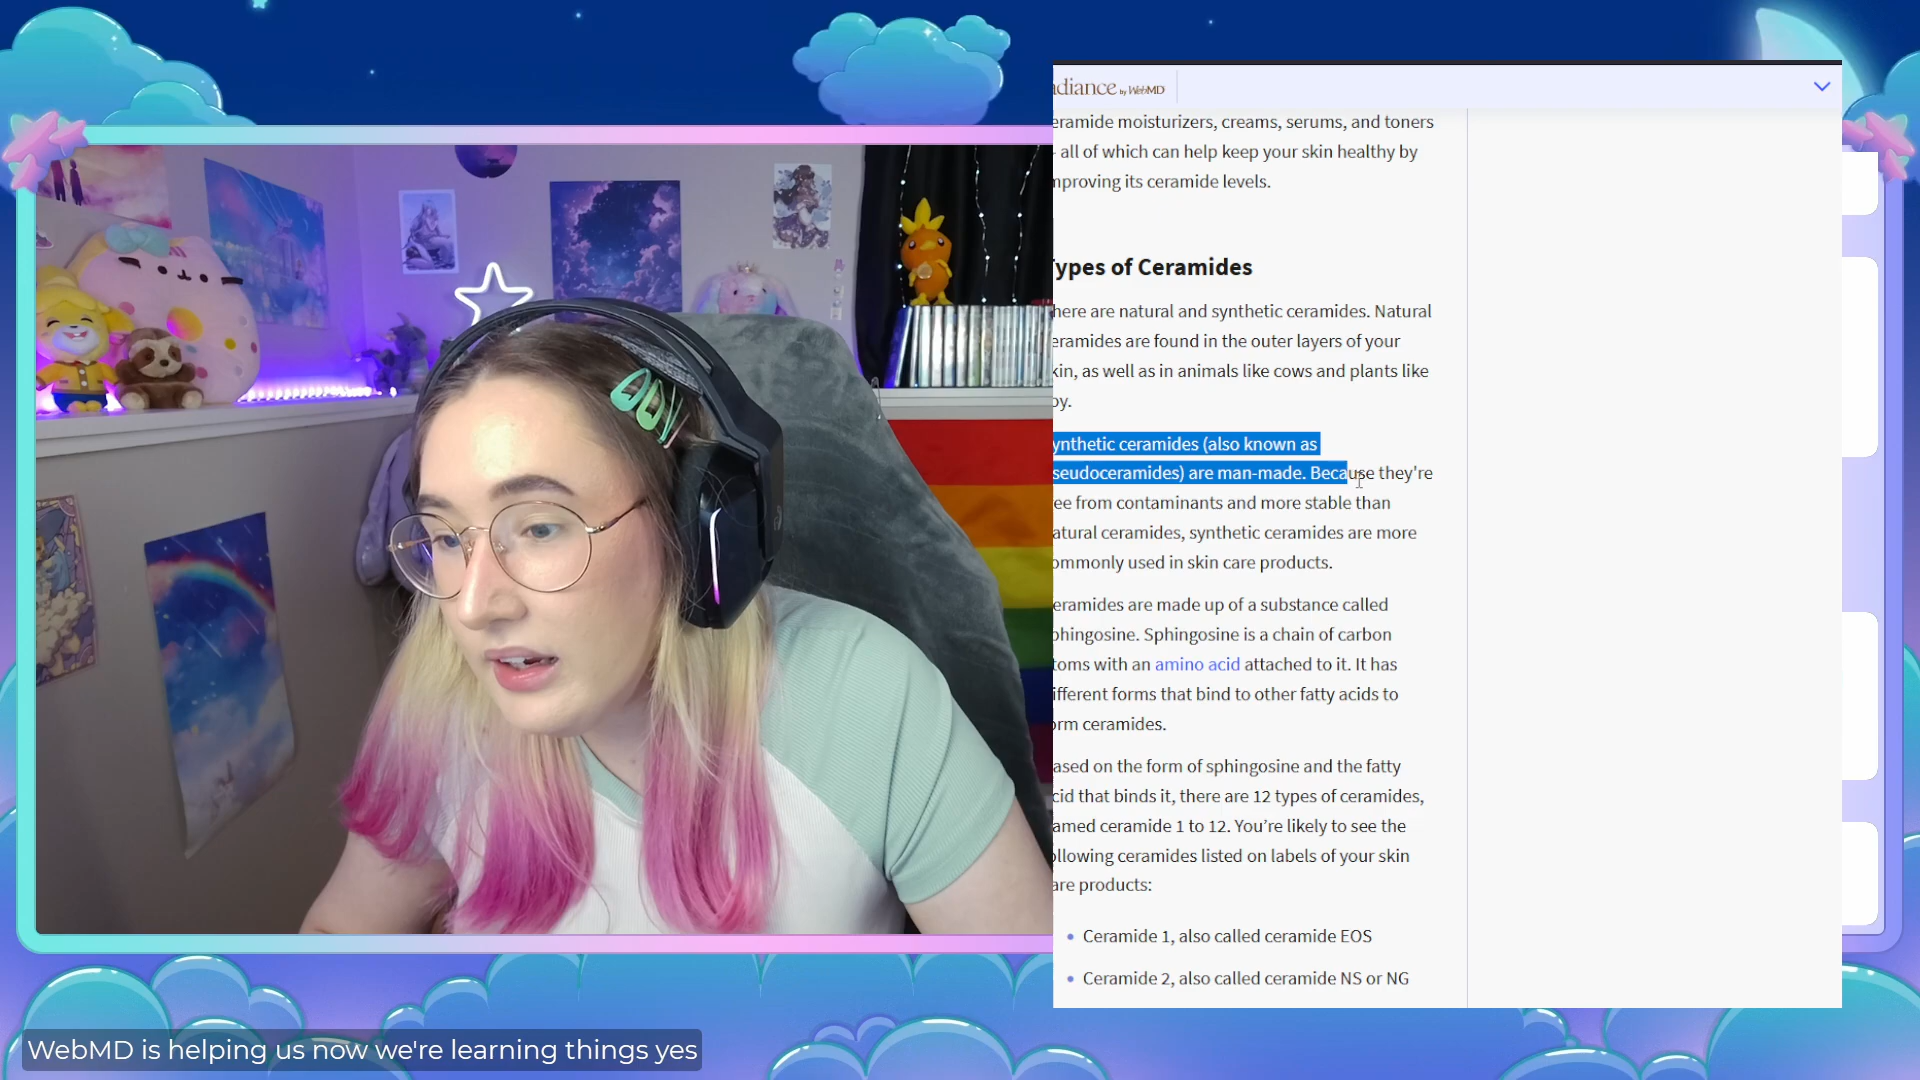 adiance by WebMD
eramide moisturizers, creams, serums, and toners
- all of which can help keep your skin healthy by
mproving its ceramide levels.
Types of Ceramides
here are natural and synthetic ceramides. Natural
eramides are found in the outer layers of your
kin, as well as in animals like cows and plants like
oy.
ynthetic ceramides (also known as
seudoceramides) are man-made. Because they're
ee from contaminants and more stable than
atural ceramides, synthetic ceramides are more
ommonly used in skin care products.
eramides are made up of a substance called
phingosine. Sphingosine is a chain of carbon
toms with an amino acid attached to it. It has
ifferent forms that bind to other fatty acids to
orm ceramides.
ased on the form of sphingosine and the fatty
cid that binds it, there are 12 types of ceramides,
amed ceramide 1 to 12. You’re likely to see the
ollowing ceramides listed on labels of your skin
are products:
• Ceramide 1, also called ceramide EOS
• Ceramide 2, also called ceramide NS or NG
WebMD is helping us now we're learning things yes